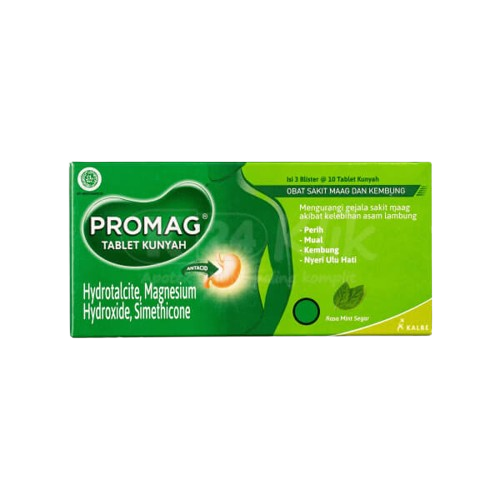 Isi 3 Blister @ 10 Tablet Kunyah
OBAT SAKIT MAAG DAN KEMBUNG
PROMAG®
TABLET KUNYAH
Mengurangi gejala sakit maag
akibat kelebihan asam lambung
- Perih
- Mual
- Kembung
- Nyeri Ulu Hati
ANTACID
Hydrotalcite, Magnesium
Hydroxide, Simethicone
Rasa Mint Segar
KALBE